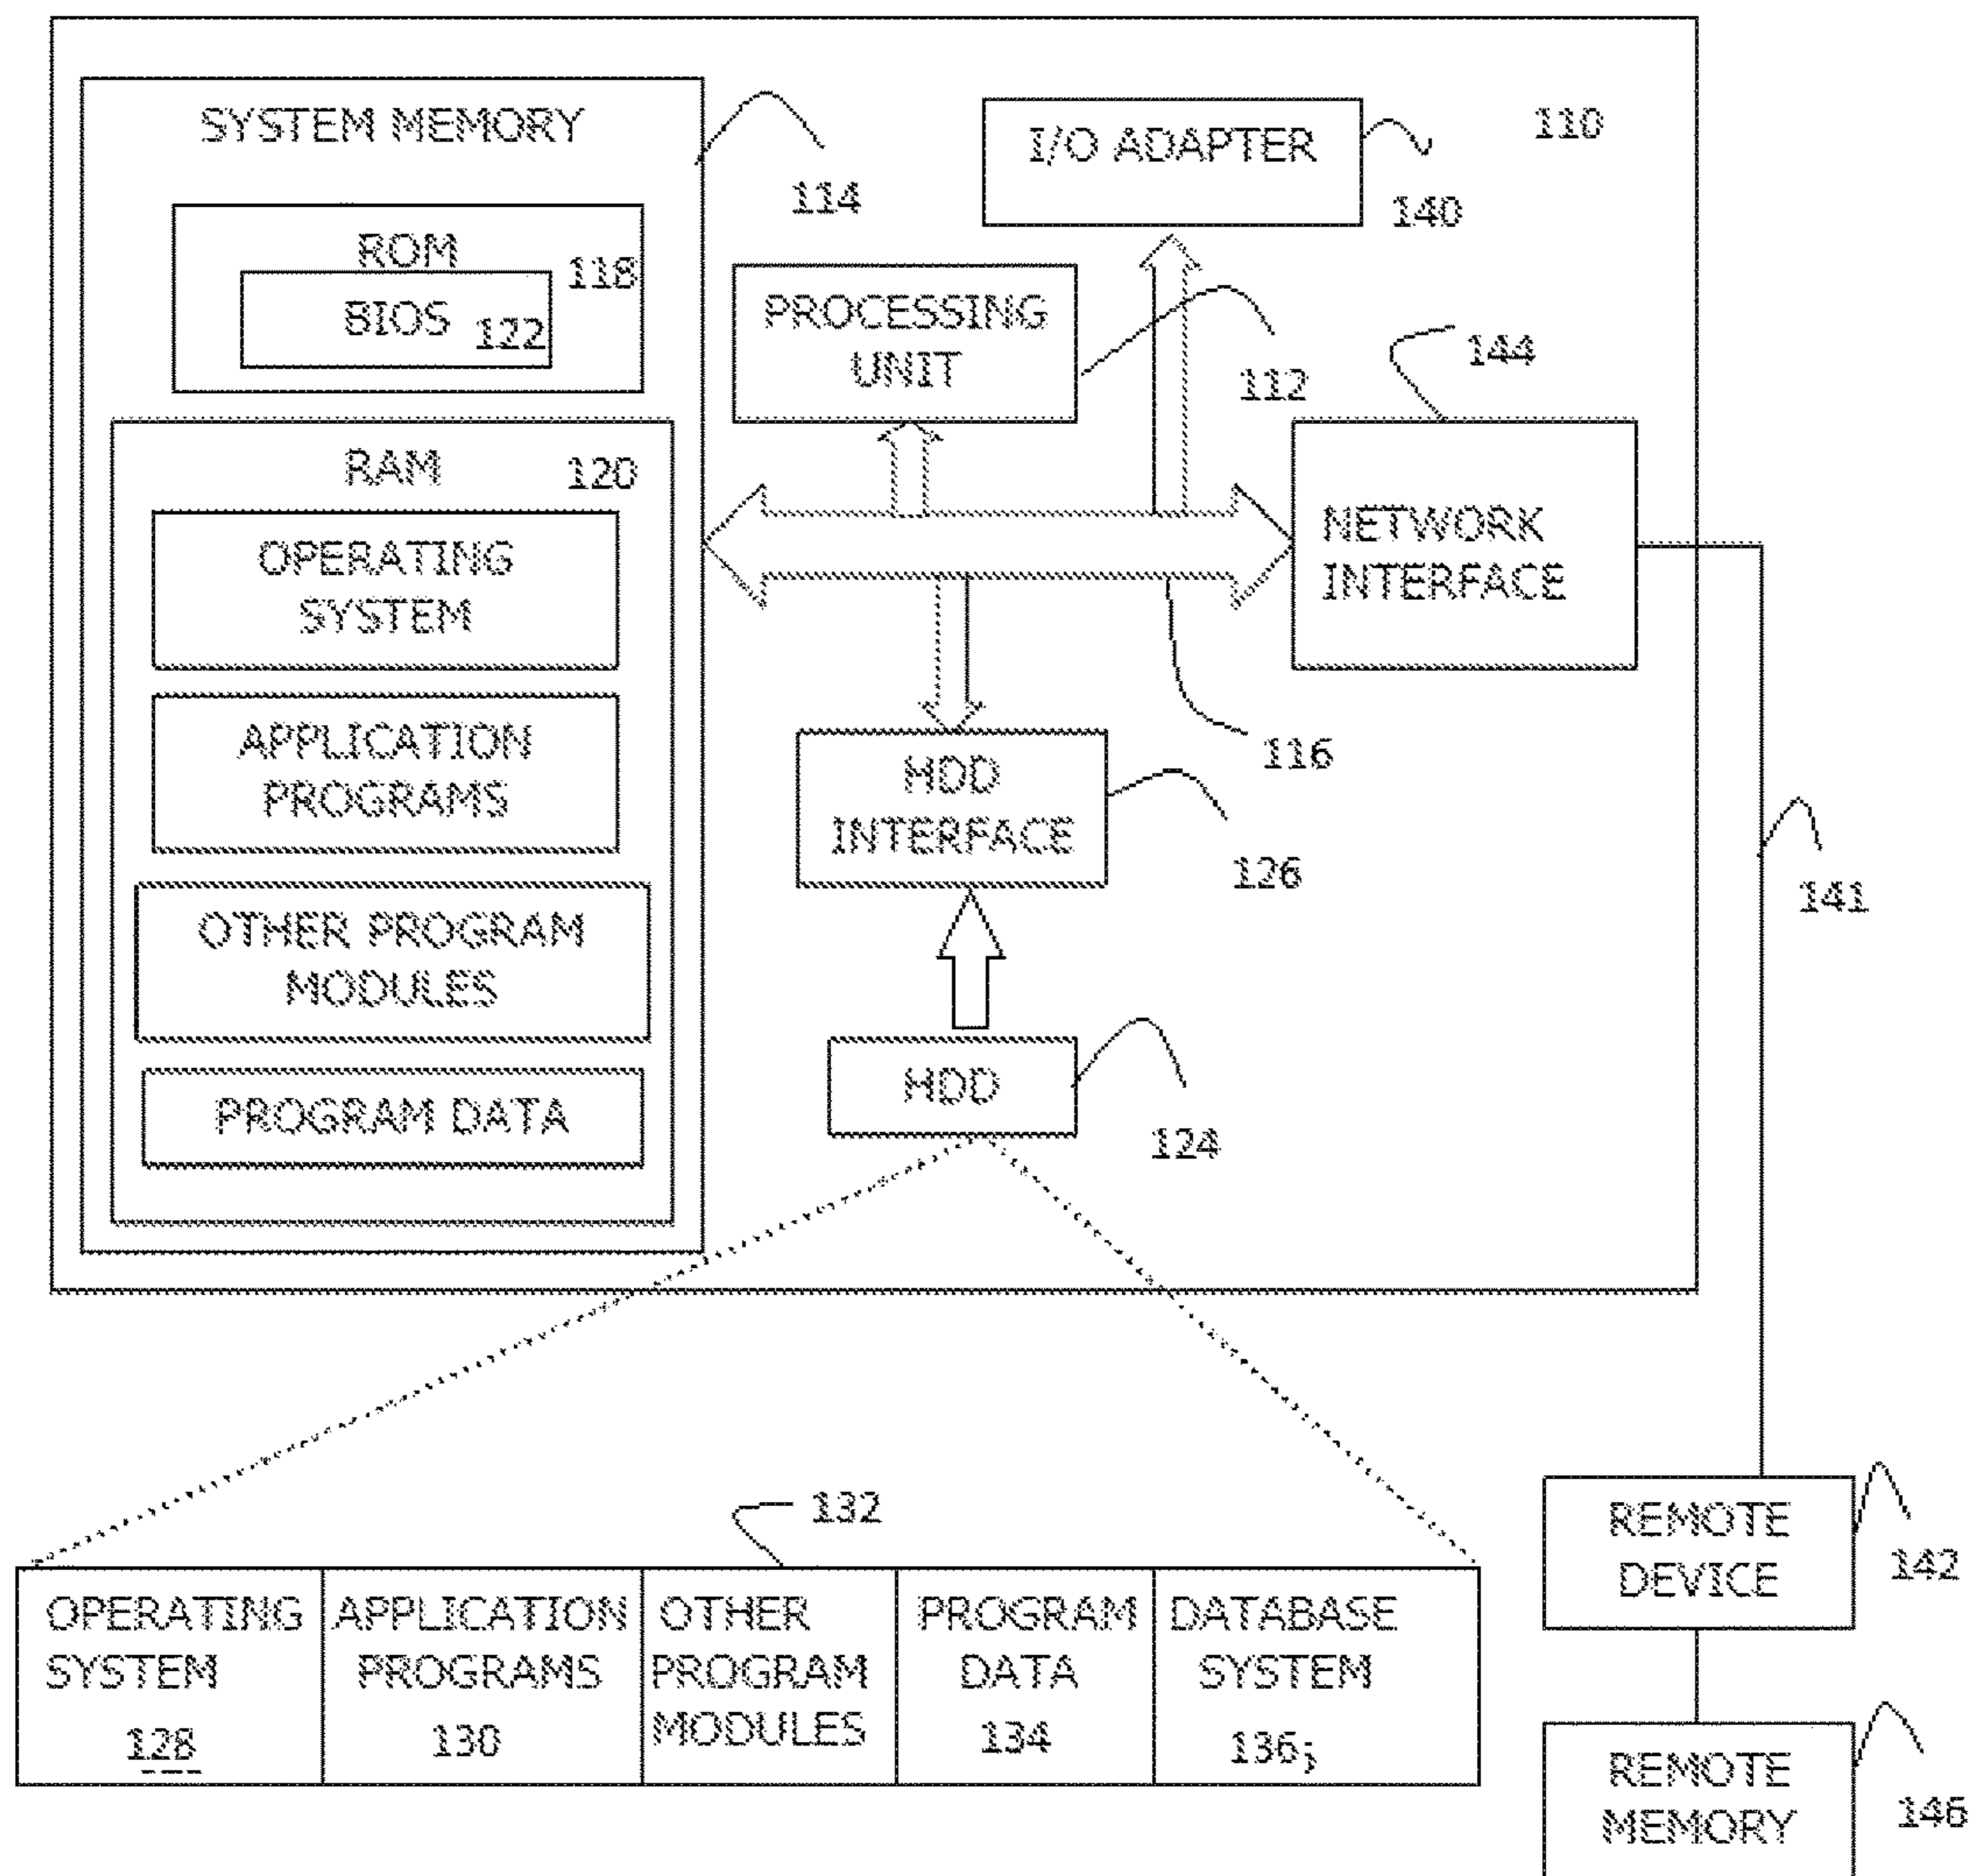 SYSTEM MEMORY
114
ROM
118
BIOS
122
RAM
120
OPERATING
SYSTEM
APPLICATION
PROGRAMS
OTHER PROGRAM
MODULES
PROGRAM DATA
I/O ADAPTER
140
110
PROCESSING
UNIT
112
144
NETWORK
INTERFACE
116
HDD
INTERFACE
126
141
HDD
124
132
OPERATING
SYSTEM
128
APPLICATION
PROGRAMS
130
OTHER
PROGRAM
MODULES
PROGRAM
DATA
134
DATABASE
SYSTEM
136;
REMOTE
DEVICE
142
REMOTE
MEMORY
146